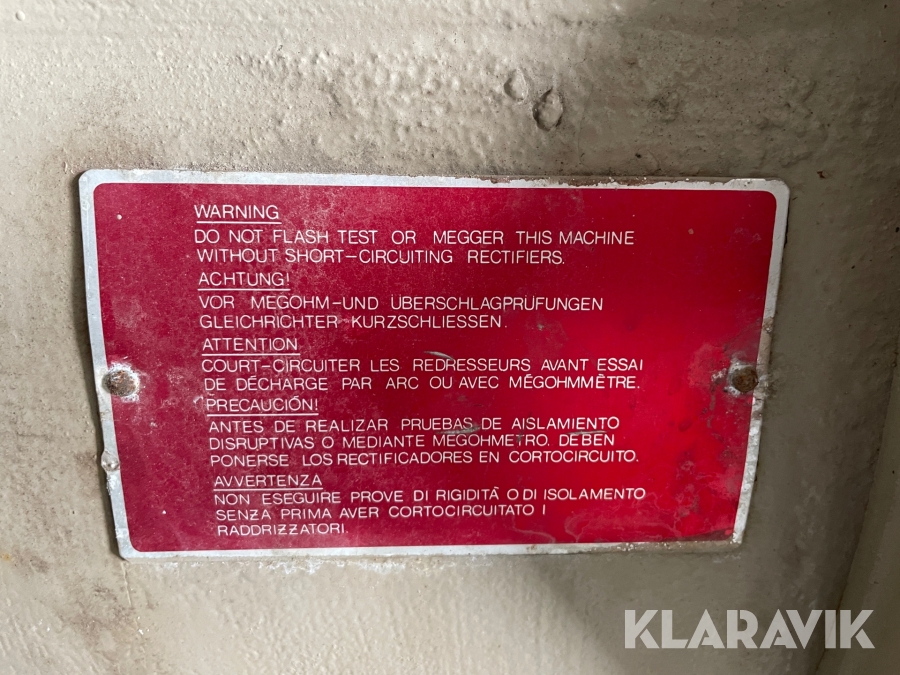 WARNING
DO NOT FLASH TEST OR MEGGER THIS MACHINE
WITHOUT SHORT-CIRCUITING RECTIFIERS.
ACHTUNG!
VOR MEGOHM-UND ÜBERSCHLAGPRÜFUNGEN
GLEICHRICHTER KURZSCHLIESSEN.
ATTENTION
COURT-CIRCUITER LES REDRESSEURS AVANT ESSAI
DE DÉCHARGE PAR ARC OU AVEC MÉGOHMMÈTRE.
PRECAUCIÓN!
ANTES DE REALIZAR PRUEBAS DE AISLAMIENTO
DISRUPTIVAS O MEDIANTE MEGOHMETRO. DEBEN
PONERSE LOS RECTIFICADORES EN CORTOCIRCUITO.
AVVERTENZA
NON ESEGUIRE PROVE DI RIGIDITÀ O DI ISOLAMENTO
SENZA PRIMA AVER CORTOCIRCUITATO I
RADDRIZZATORI.
KLARAVIK